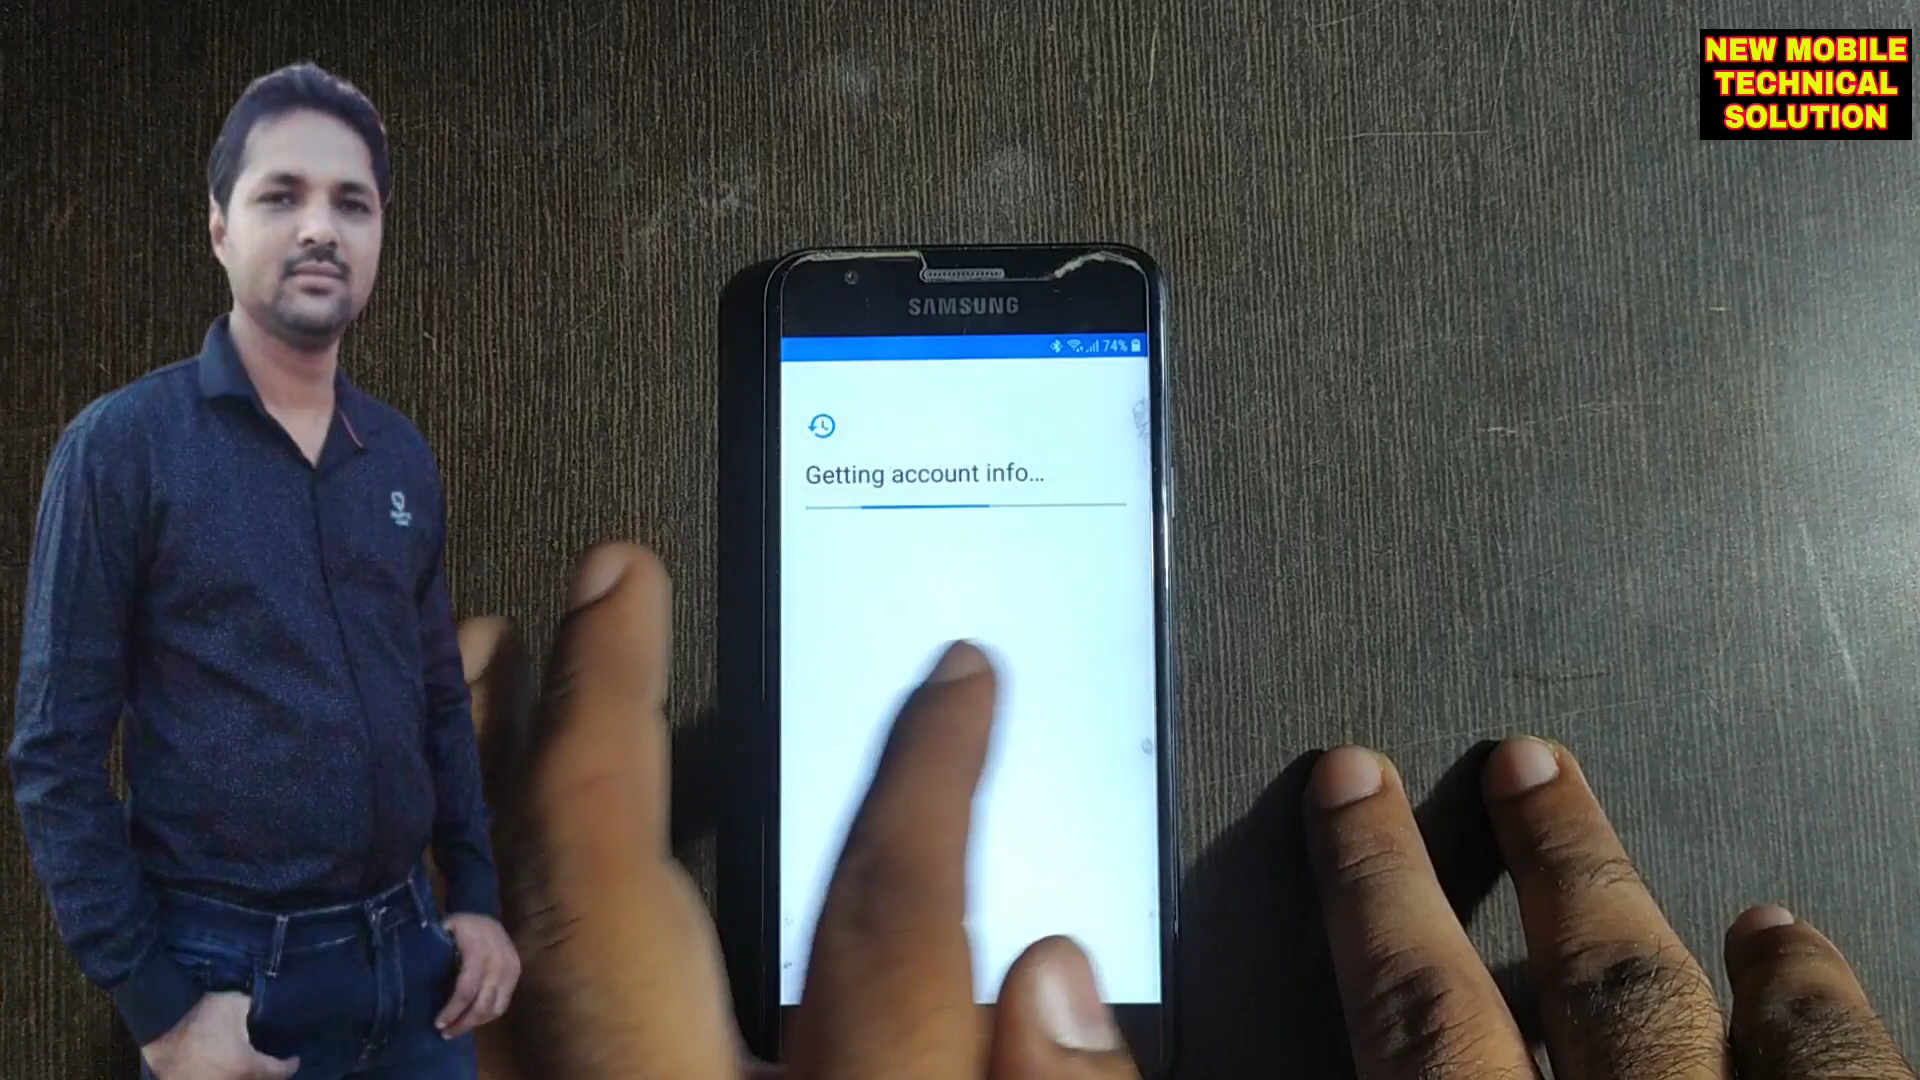 NEW MOBILE
TECHNICAL
SOLUTION
SAMSUNG
74%
Getting account info...